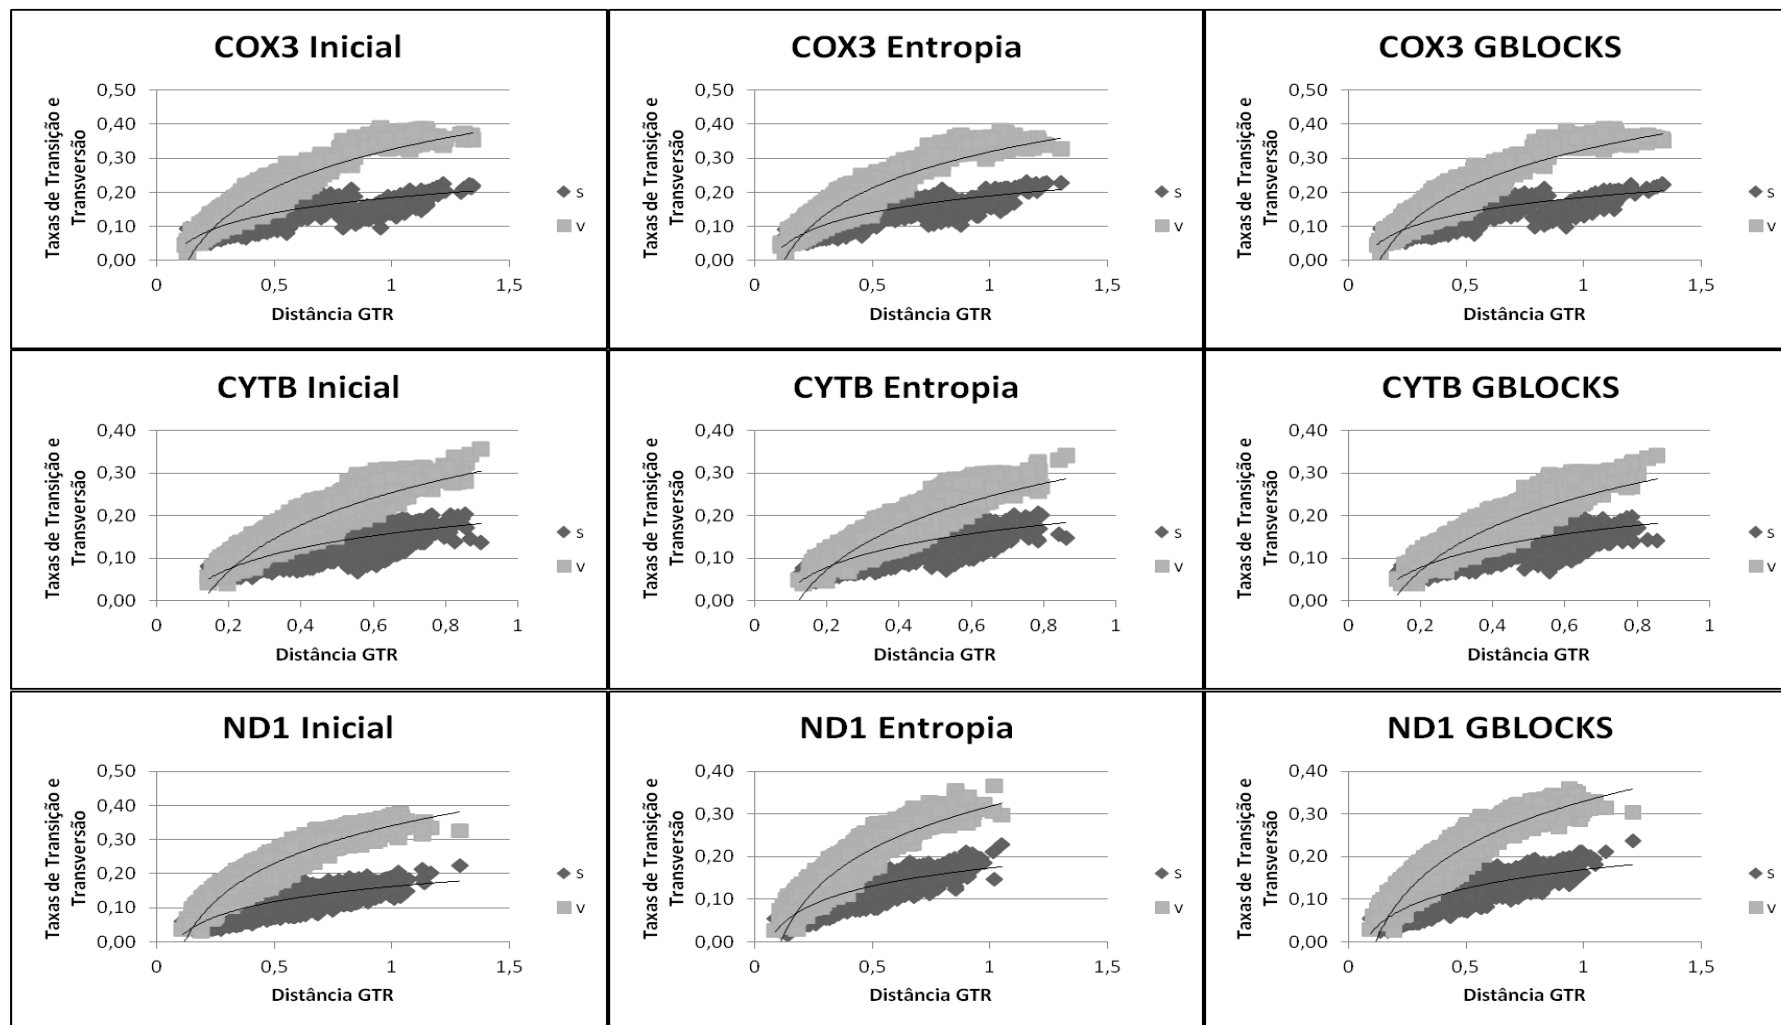 COX3 Inicial
Taxas de Transição e
Transversão
0,50
0,40
0,30
0,20
0,10
0,00
0
0,5
1
1,5
Distância GTR
s
v
COX3 Entropia
Taxas de Transição e
Transversão
0,50
0,40
0,30
0,20
0,10
0,00
0
0,5
1
1,5
Distância GTR
s
v
COX3 GBLOCKS
Taxas de Transição e
Transversão
0,50
0,40
0,30
0,20
0,10
0,00
0
0,5
1
1,5
Distância GTR
s
v
CYTB Inicial
Taxas de Transição e
Transversão
0,40
0,30
0,20
0,10
0,00
0
0,2
0,4
0,6
0,8
1
Distância GTR
s
v
CYTB Entropia
Taxas de Transição e
Transversão
0,40
0,30
0,20
0,10
0,00
0
0,2
0,4
0,6
0,8
1
Distância GTR
s
v
CYTB GBLOCKS
Taxas de Transição e
Transversão
0,40
0,30
0,20
0,10
0,00
0
0,2
0,4
0,6
0,8
1
Distância GTR
s
v
ND1 Inicial
Taxas de Transição e
Transversão
0,50
0,40
0,30
0,20
0,10
0,00
0
0,5
1
1,5
Distância GTR
s
v
ND1 Entropia
Taxas de Transição e
Transversão
0,40
0,30
0,20
0,10
0,00
0
0,5
1
1,5
Distância GTR
s
v
ND1 GBLOCKS
Taxas de Transição e
Transversão
0,40
0,30
0,20
0,10
0,00
0
0,5
1
1,5
Distância GTR
s
v